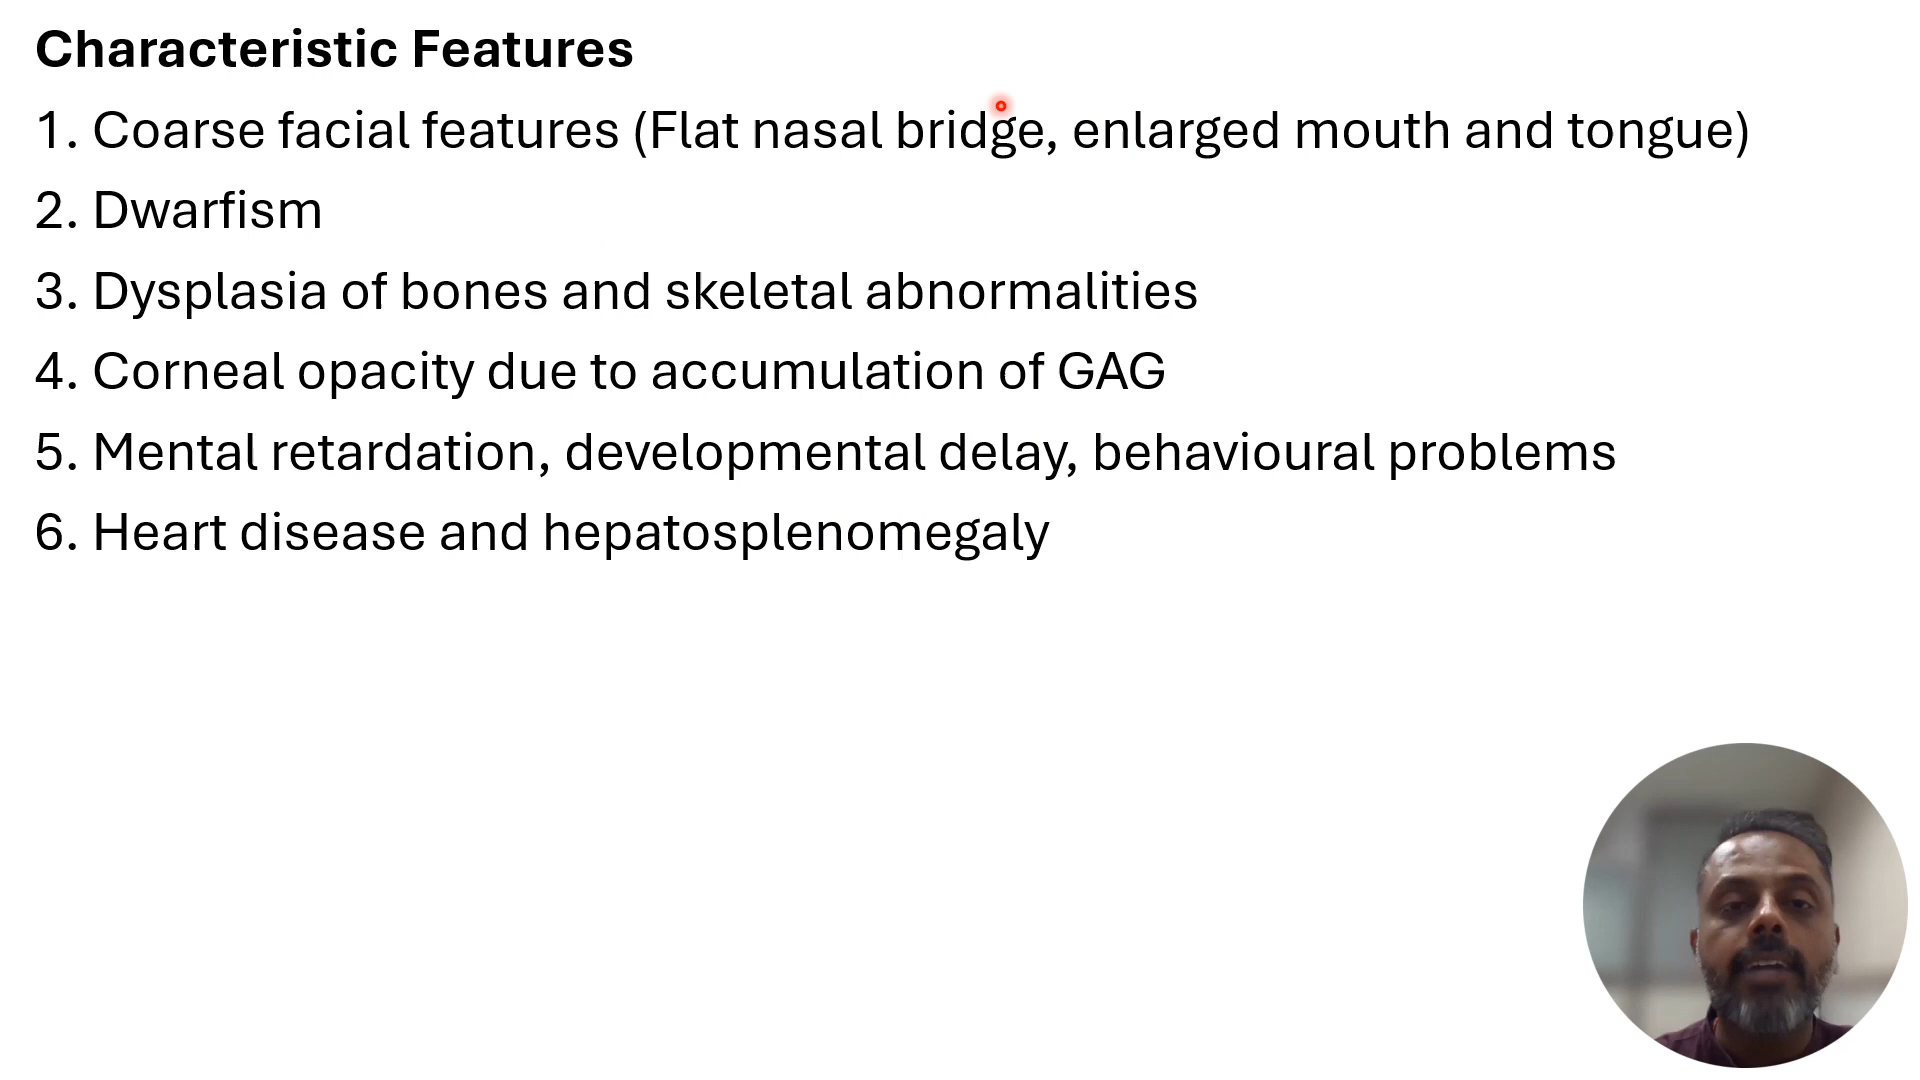 Characteristic Features
1. Coarse facial features (Flat nasal bridge, enlarged mouth and tongue)
2. Dwarfism
3. Dysplasia of bones and skeletal abnormalities
4. Corneal opacity due to accumulation of GAG
5. Mental retardation, developmental delay, behavioural problems
6. Heart disease and hepatosplenomegaly